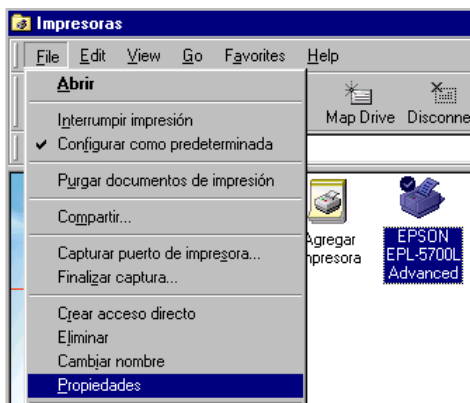 Impresoras
File Edit View Go Favorites Help
Abrir
Interrumpir impresión
Configurar como predeterminada
Purgar documentos de impresión
Compartir...
Capturar puerto de impresora...
Finalizar captura...
Crear acceso directo
Eliminar
Cambiar nombre
Propiedades
Map Drive Disconne
Agregar
npresora
EPSON
EPL-5700L
Advanced